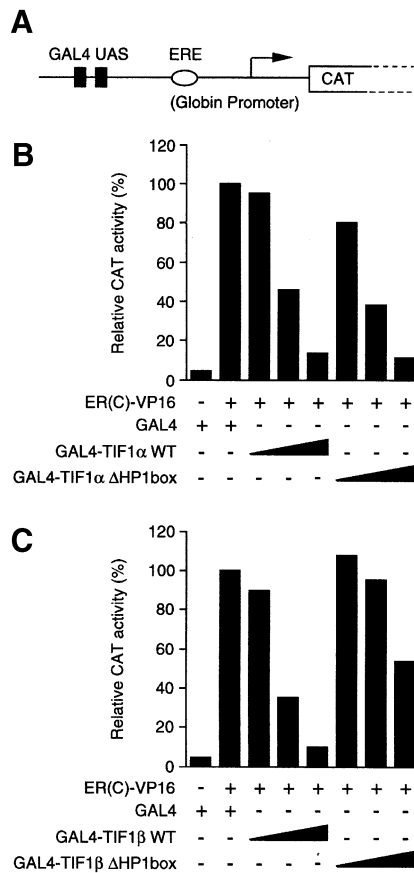 A
GAL4 UAS ERE
(Globin Promoter)
CAT
B
Relative CAT activity (%)
120
100
80
60
40
20
0
ER(C)-VP16 - + + + + + + +
GAL4 + + - - - - - -
GAL4-TIF1α WT - - - - -
GAL4-TIF1α ΔHP1box - - - - -
C
Relative CAT activity (%)
120
100
80
60
40
20
0
ER(C)-VP16 - + + + + + + +
GAL4 + + - - - - - -
GAL4-TIF1β WT - - - - -
GAL4-TIF1β ΔHP1box - - - - -